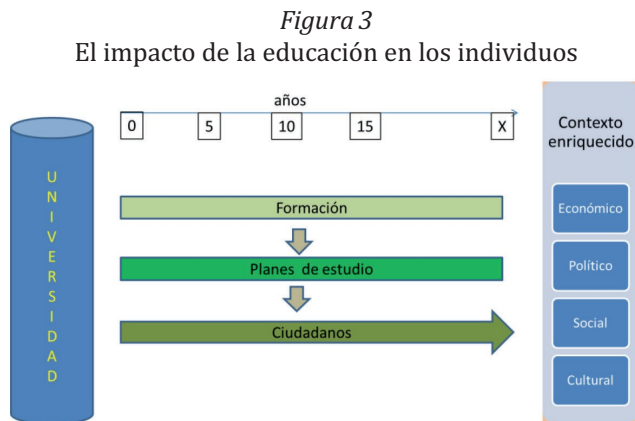 Figura 3
El impacto de la educación en los individuos
años
0 5 10 15 X
UNIVERSIDAD
Formación
Planes de estudio
Ciudadanos
Contexto
enriquecido
Económico
Político
Social
Cultural